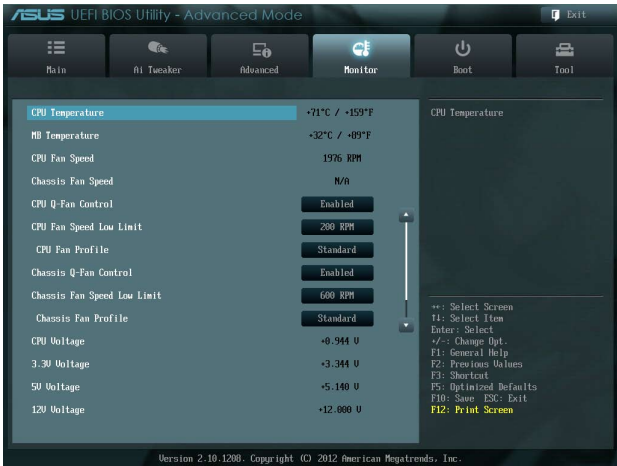 ASUS UEFI BIOS Utility - Advanced Mode
Exit
Main
Ai Tweaker
Advanced
Monitor
Boot
Tool
CPU Temperature +71°C / +159°F
MB Temperature +32°C / +89°F
CPU Fan Speed 1976 RPM
Chassis Fan Speed N/A
CPU Q-Fan Control Enabled
CPU Fan Speed Low Limit 200 RPM
CPU Fan Profile Standard
Chassis Q-Fan Control Enabled
Chassis Fan Speed Low Limit 600 RPM
Chassis Fan Profile Standard
CPU Voltage +0.944 V
3.3V Voltage +3.344 V
5V Voltage +5.140 V
12V Voltage +12.000 V
CPU Temperature
→←: Select Screen
↑↓: Select Item
Enter: Select
+/-: Change Opt.
F1: General Help
F2: Previous Values
F3: Shortcut
F5: Optimized Defaults
F10: Save ESC: Exit
F12: Print Screen
Version 2.10.1208. Copyright (C) 2012 American Megatrends, Inc.